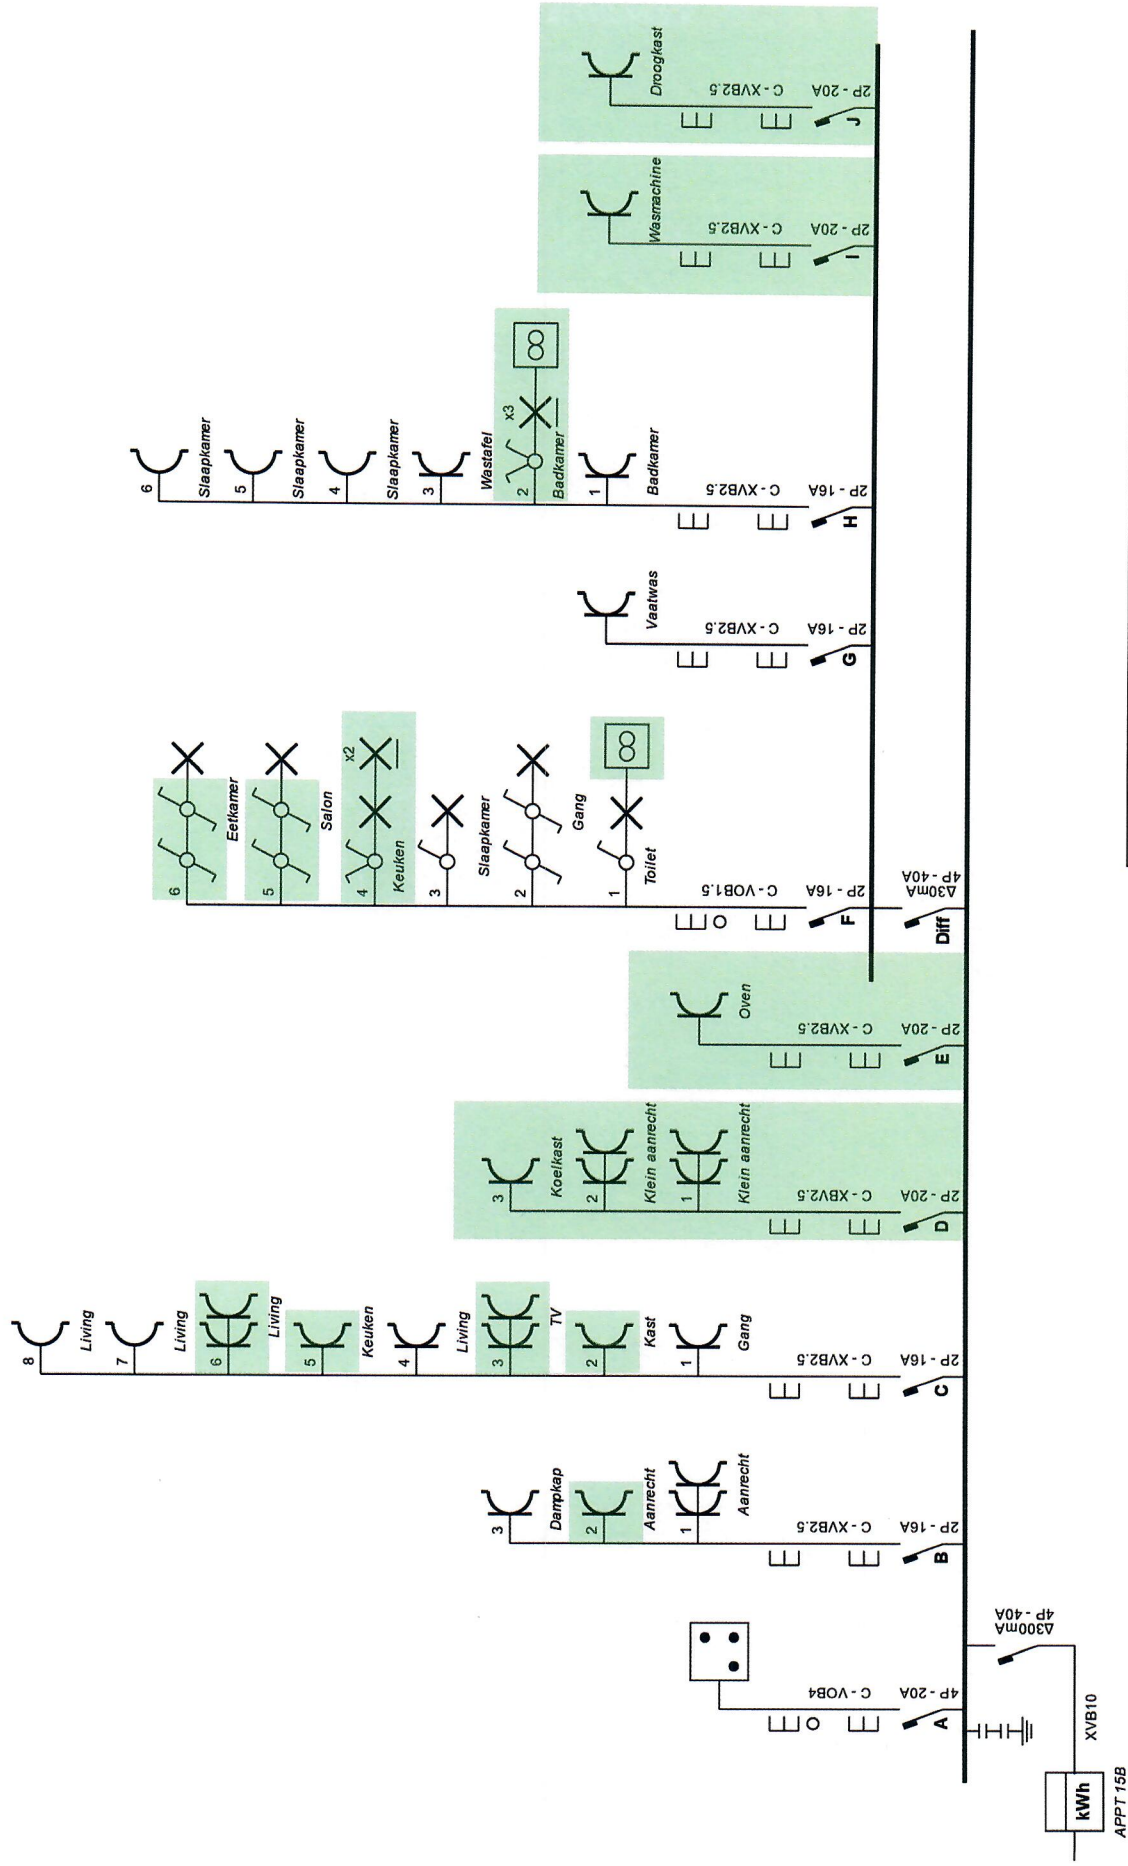 APPT 15B
kWh
XVB10
Δ300mA
4P - 40A
A
4P - 20A
C - VOB4
B
2P - 16A
C - XVB2.5
1
Aanrecht
2
Aanrecht
3
Dampkap
C
2P - 16A
C - XVB2.5
1
Gang
2
Kast
3
TV
4
Living
5
Keuken
6
Living
7
Living
8
Living
D
2P - 20A
C - XBV2.5
1
Klein aanrecht
2
Klein aanrecht
3
Koelkast
E
2P - 20A
C - XVB2.5
Oven
Diff
Δ30mA
4P - 40A
F
2P - 16A
C - VOB1.5
1
Toilet
2
Gang
3
Slaapkamer
4
Keuken
x2
5
Salon
6
Eetkamer
G
2P - 16A
C - XVB2.5
Vaatwas
H
2P - 16A
C - XVB2.5
1
Badkamer
2
Badkamer
x3
3
Wastafel
4
Slaapkamer
5
Slaapkamer
6
Slaapkamer
I
2P - 20A
C - XVB2.5
Wasmachine
J
2P - 20A
C - XVB2.5
Droogkast